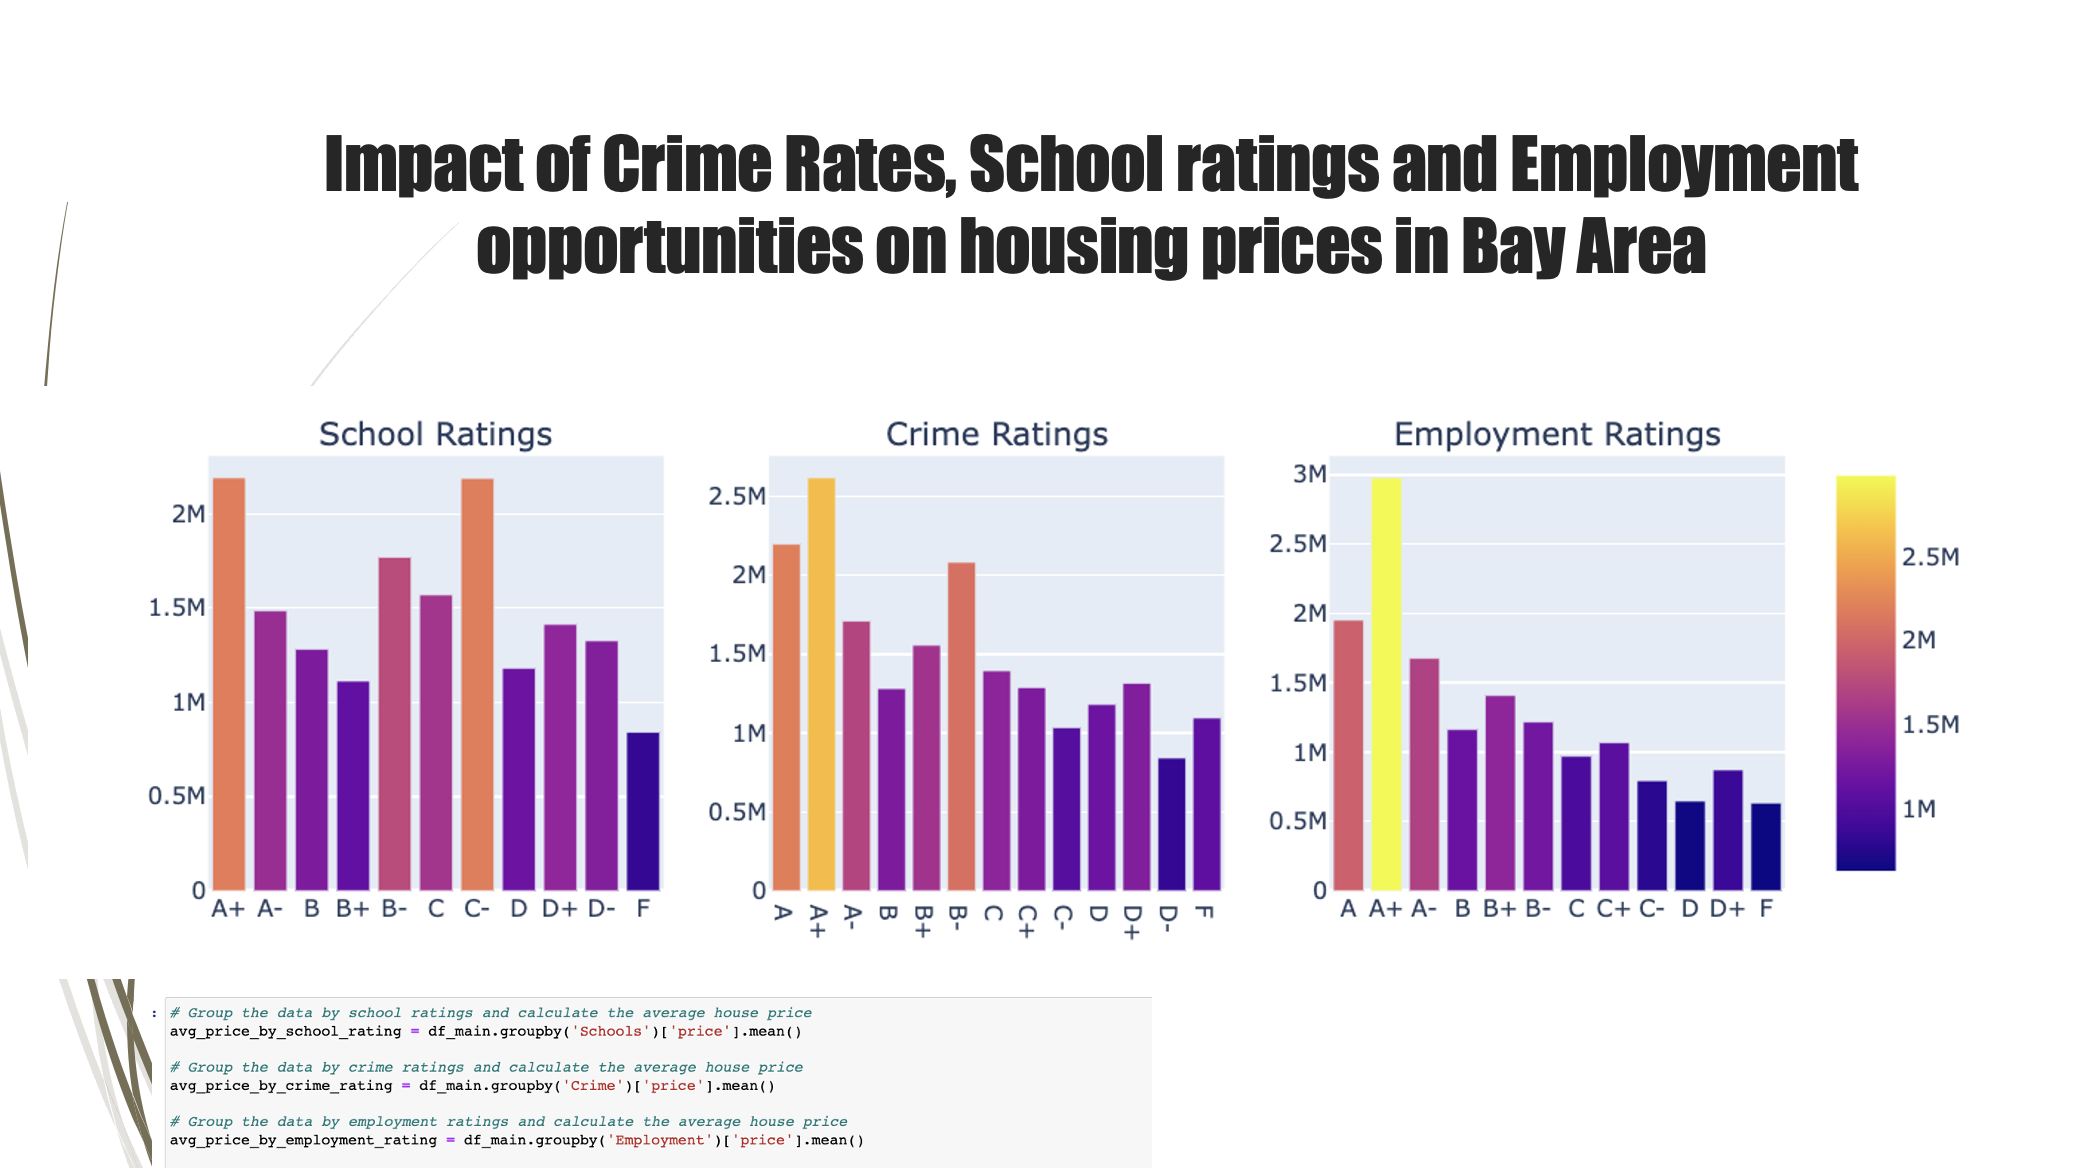 Impact of Crime Rates, School ratings and Employment
opportunities on housing prices in Bay Area
School Ratings
2M
1.5M
1M
0.5M
0
A+ A- B B+ B- C C- D D+ D- F
Crime Ratings
2.5M
2M
1.5M
1M
0.5M
0
A A+ A- B B+ B- C C+ C- D D+ D- F
Employment Ratings
3M
2.5M
2M
1.5M
1M
0.5M
0
A A+ A- B B+ B- C C+ C- D D+ F
2.5M
2M
1.5M
1M
: # Group the data by school ratings and calculate the average house price
avg_price_by_school_rating = df_main.groupby('Schools')['price'].mean()
# Group the data by crime ratings and calculate the average house price
avg_price_by_crime_rating = df_main.groupby('Crime')['price'].mean()
# Group the data by employment ratings and calculate the average house price
avg_price_by_employment_rating = df_main.groupby('Employment')['price'].mean()